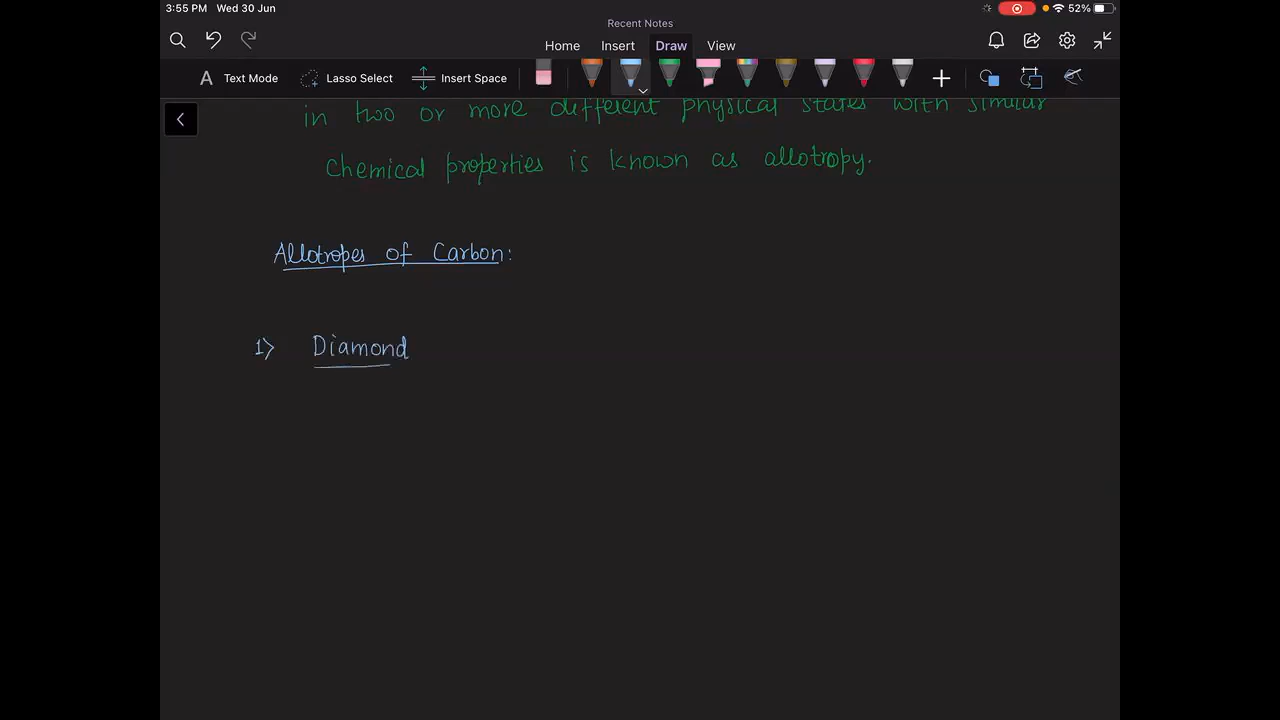 3:55 PM Wed 30 Jun
52%
Recent Notes
Home Insert Draw View
Text Mode Lasso Select Insert Space
in two or more different physical states with similar
chemical properties is known as allotropy.
Allotropes of Carbon:
1> Diamond